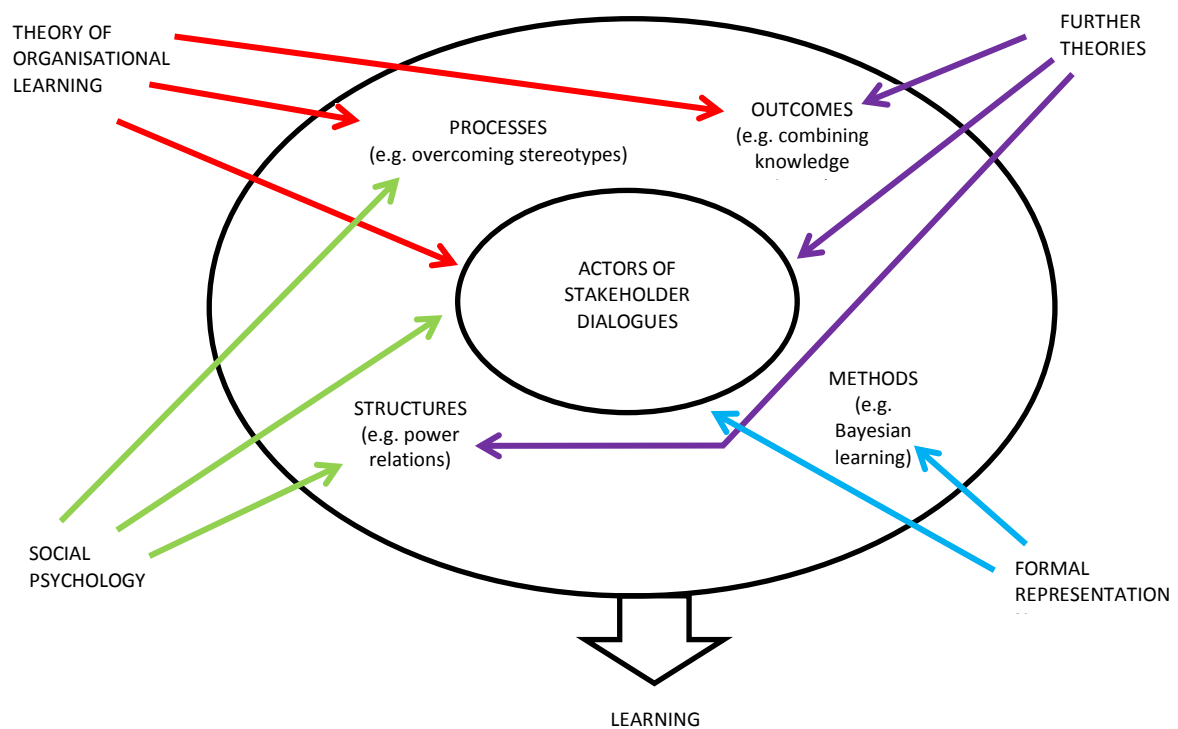 THEORY OF
ORGANISATIONAL
LEARNING
FURTHER
THEORIES
PROCESSES
(e.g. overcoming stereotypes)
OUTCOMES
(e.g. combining
knowledge
ACTORS OF
STAKEHOLDER
DIALOGUES
STRUCTURES
(e.g. power
relations)
METHODS
(e.g.
Bayesian
learning)
SOCIAL
PSYCHOLOGY
FORMAL
REPRESENTATION
LEARNING